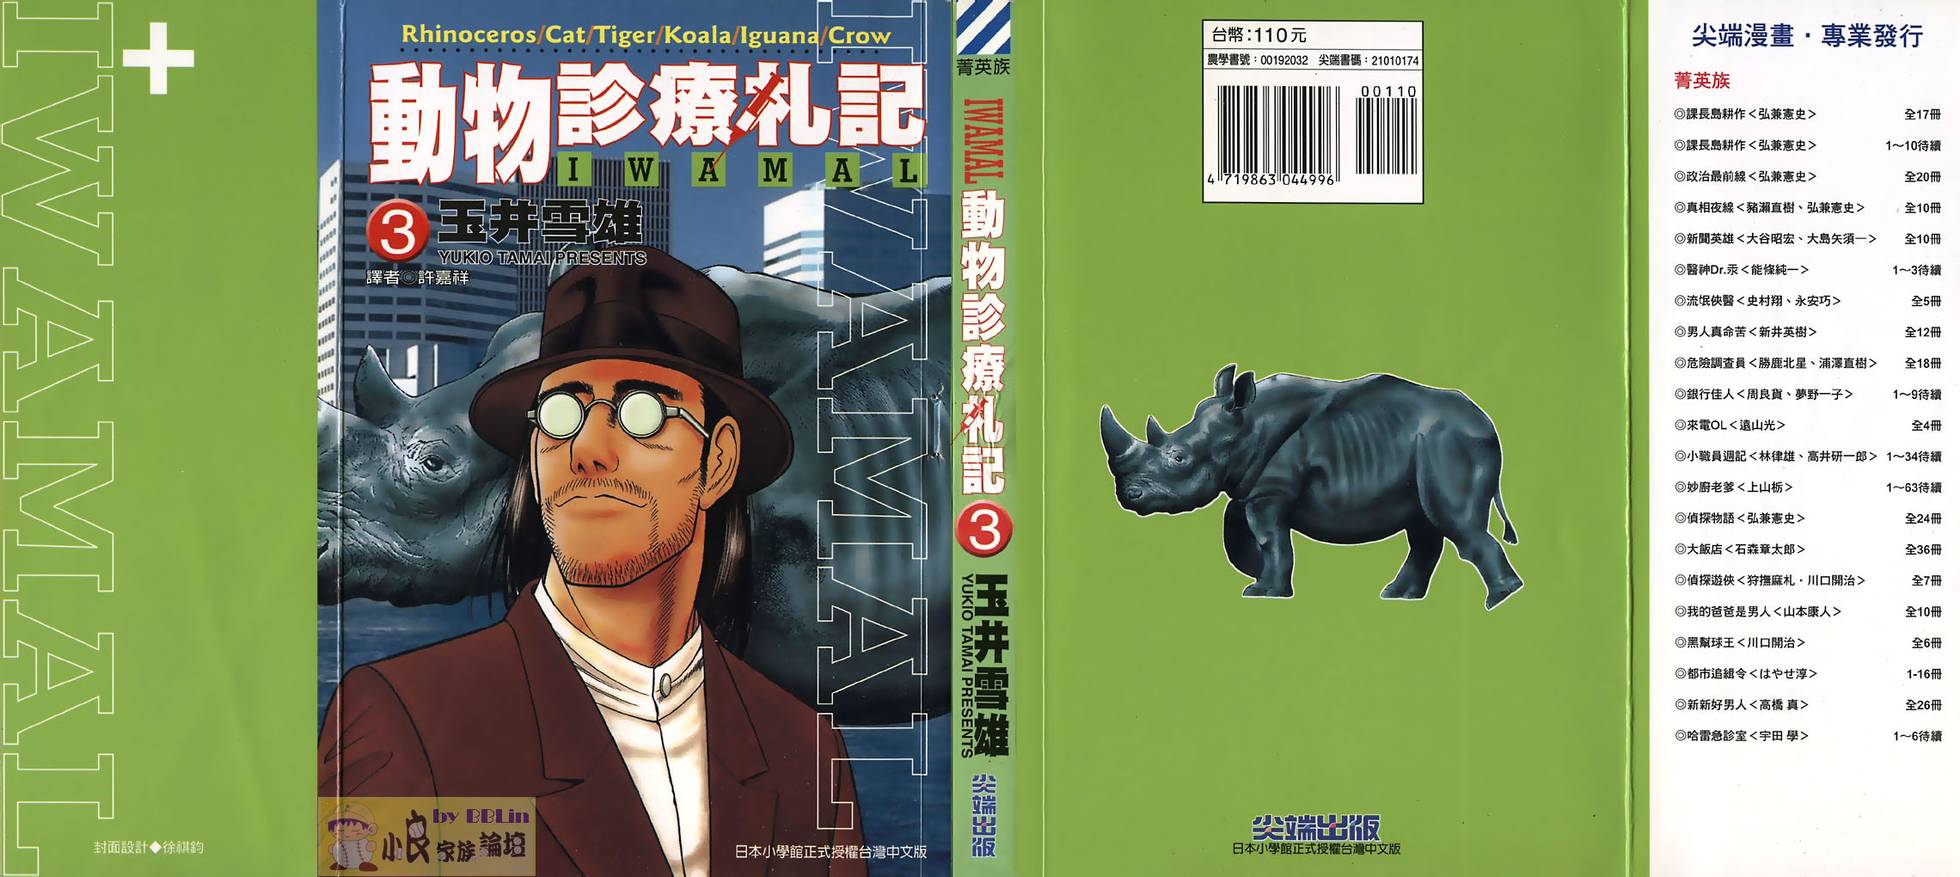 IWAMAL
封面設計◆徐祺鈞
Rhinoceros/Cat/Tiger/Koala/Iguana/Crow
動物診療札記
IWAMAL
3 玉井雪雄
YUKIO TAMAI PRESENTS
譯者◎許嘉祥
IWAMAL
by BBLin
小良家族論壇
日本小學館正式授權台灣中文版
菁英族
IWAMAL
動物診療札記
3
玉井雪雄
YUKIO TAMAI PRESENTS
尖端出版
台幣:110元
農學書號:00192032 尖端書碼:21010174
00110
4 719863 044996
尖端出版
日本小學館正式授權台灣中文版
尖端漫畫・專業發行
菁英族
◎課長島耕作<弘兼憲史> 全17冊
◎課長島耕作<弘兼憲史> 1~10待續
◎政治最前線<弘兼憲史> 全20冊
◎真相夜線<豬瀨直樹、弘兼憲史> 全10冊
◎新聞英雄<大谷昭宏、大島矢須一> 全10冊
◎醫神Dr.汞<能條純一> 1~3待續
◎流氓俠醫<史村翔、永安巧> 全5冊
◎男人真命苦<新井英樹> 全12冊
◎危險調查員<勝鹿北星、浦澤直樹> 全18冊
◎銀行佳人<周良貨、夢野一子> 1~9待續
◎來電OL<遠山光> 全4冊
◎小職員週記<林律雄、高井研一郎> 1~34待續
◎妙廚老爹<上山栃> 1~63待續
◎偵探物語<弘兼憲史> 全24冊
◎大飯店<石森章太郎> 全36冊
◎偵探遊俠<狩撫麻札・川口開治> 全7冊
◎我的爸爸是男人<山本康人> 全10冊
◎黑幫球王<川口開治> 全6冊
◎都市追緝令<はやせ淳> 1-16冊
◎新新好男人<高橋 真> 全26冊
◎哈雷急診室<宇田 學> 1~6待續